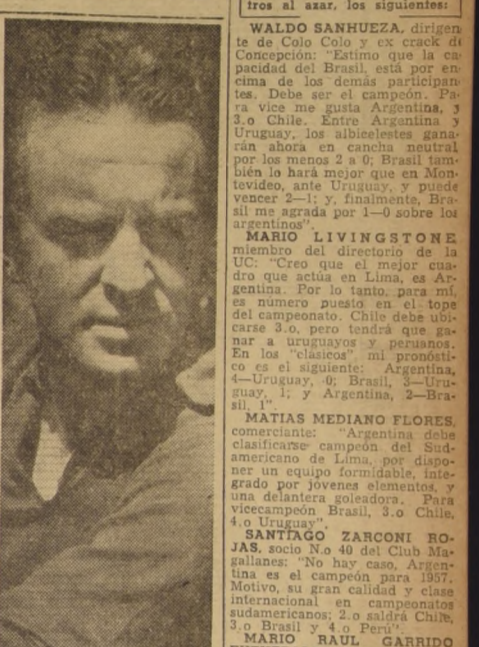 tros al azar, los siguientes:
WALDO SANHUEZA, dirigen
te de Colo Colo y ex crack de
Concepción: "Estimo que la ca-
pacidad del Brasil, está por en-
cima de los demás participan-
tes. Debe ser el campeón. Pa-
ra vice me gusta Argentina, y
3.o Chile. Entre Argentina y
Uruguay, los albicelestes gana-
rán ahora en cancha neutral
por los menos 2 a 0; Brasil tam-
bién lo hará mejor que en Mon-
tevideo, ante Uruguay, y puede
vencer 2—1; y, finalmente, Bra-
sil me agrada por 1—0 sobre los
argentinos".
MARIO LIVINGSTONE
miembro del directorio de la
UC: "Creo que el mejor cua-
dro que actúa en Lima, es Ar-
gentina. Por lo tanto, para mí,
es número puesto en el tope
del campeonato. Chile debe ubi-
carse 3.o, pero tendrá que ga-
nar a uruguayos y peruanos.
En los "clásicos", mi pronósti-
co es el siguiente: Argentina,
4—Uruguay, 0; Brasil, 3—Uru-
guay, 1; y Argentina, 2—Bra-
sil, 1".
MATIAS MEDIANO FLORES,
comerciante: "Argentina debe
clasificarse campeón del Sud-
americano de Lima, por dispo-
ner un equipo formidable, inte-
grado por jóvenes elementos, y
una delantera goleadora. Para
vicecampeón Brasil, 3.o Chile,
4.o Uruguay".
SANTIAGO ZARCONI RO-
JAS, socio N.o 40 del Club Ma-
gallanes: "No hay caso, Argen-
tina es el campeón para 1957.
Motivo, su gran calidad y clase
internacional en campeonatos
sudamericanos; 2.o saldrá Chile,
3.o Brasil y 4.o Perú".
MARIO RAUL GARRIDO